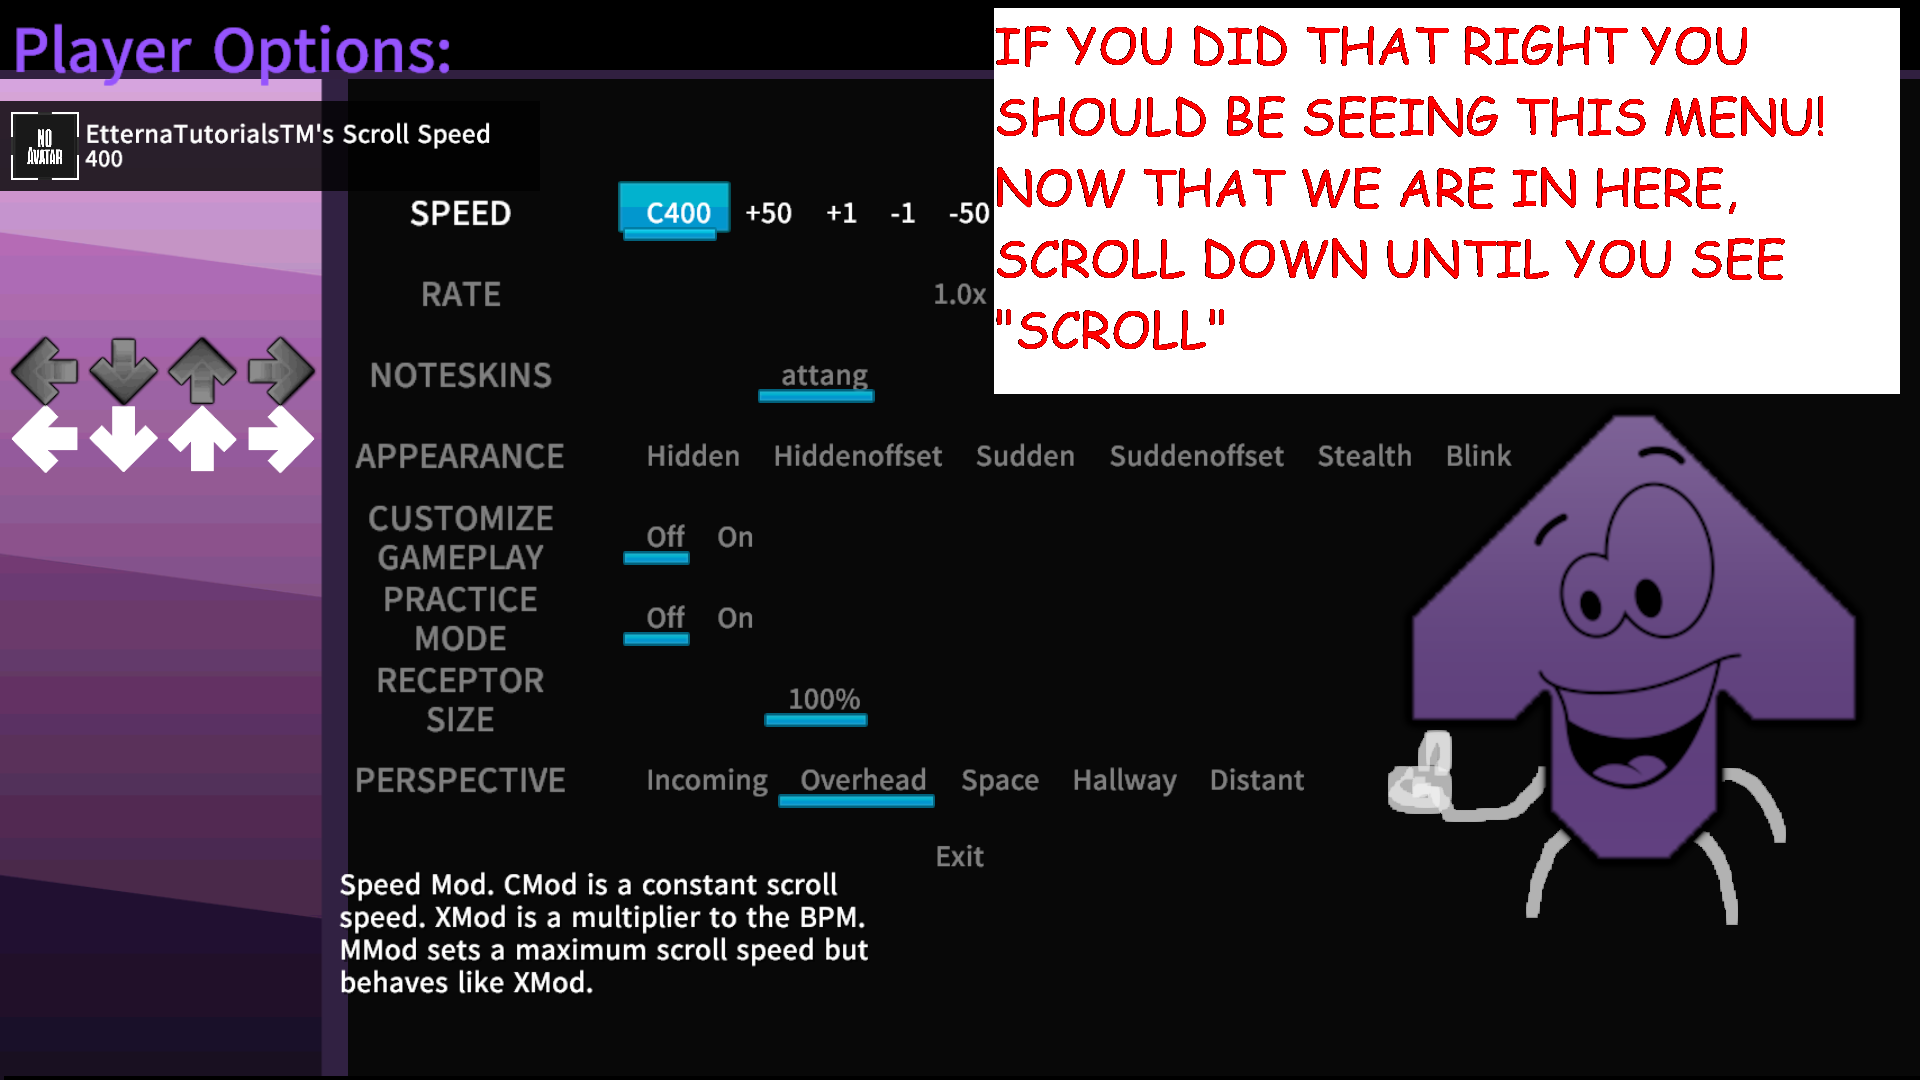 Player Options:
IF YOU DID THAT RIGHT YOU
SHOULD BE SEEING THIS MENU!
NOW THAT WE ARE IN HERE,
SCROLL DOWN UNTIL YOU SEE
"SCROLL"
NO
AVATAR
EtternaTutorialsTM's Scroll Speed
400
SPEED C400 +50 +1 -1 -50
RATE 1.0x
NOTESKINS attang
APPEARANCE Hidden Hiddenoffset Sudden Suddenoffset Stealth Blink
CUSTOMIZE
GAMEPLAY Off On
PRACTICE
MODE Off On
RECEPTOR
SIZE 100%
PERSPECTIVE Incoming Overhead Space Hallway Distant
Exit
Speed Mod. CMod is a constant scroll
speed. XMod is a multiplier to the BPM.
MMod sets a maximum scroll speed but
behaves like XMod.